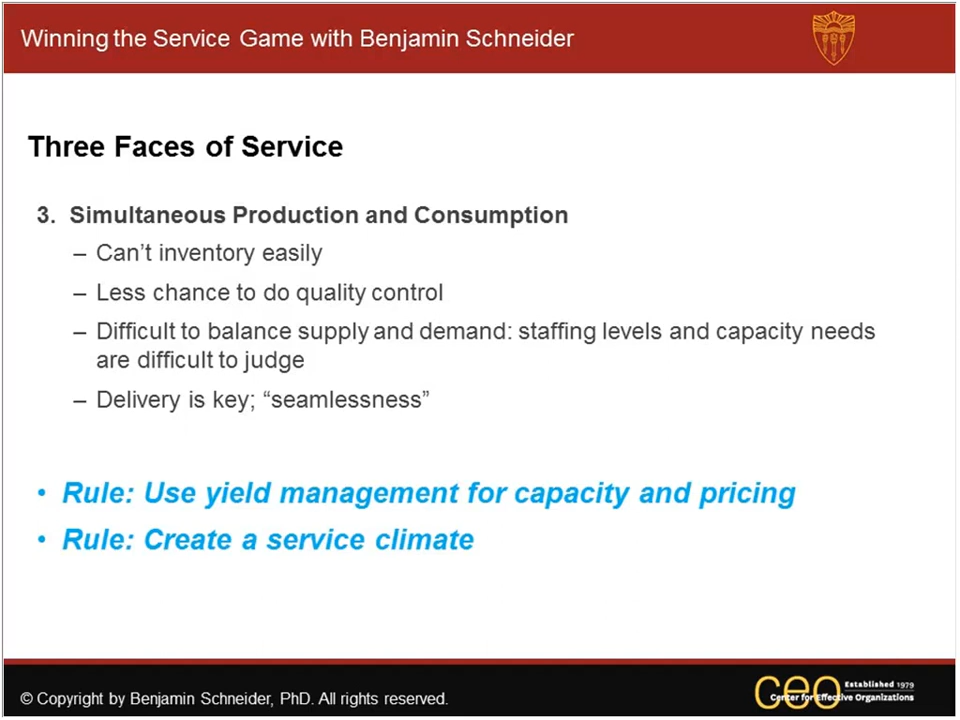 Winning the Service Game with Benjamin Schneider
Three Faces of Service
3. Simultaneous Production and Consumption
– Can’t inventory easily
– Less chance to do quality control
– Difficult to balance supply and demand: staffing levels and capacity needs
are difficult to judge
– Delivery is key; “seamlessness”
• Rule: Use yield management for capacity and pricing
• Rule: Create a service climate
© Copyright by Benjamin Schneider, PhD. All rights reserved.
ceo Established 1979
Center for Effective Organizations